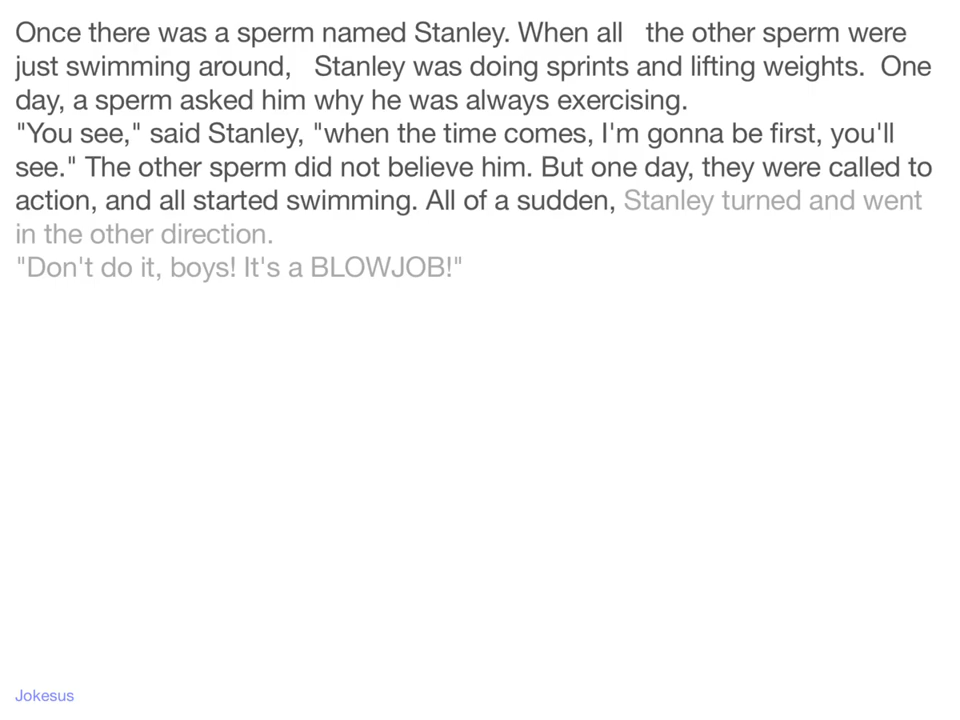 Once there was a sperm named Stanley. When all   the other sperm were
just swimming around,   Stanley was doing sprints and lifting weights.  One
day, a sperm asked him why he was always exercising.
"You see," said Stanley, "when the time comes, I'm gonna be first, you'll
see." The other sperm did not believe him. But one day, they were called to
action, and all started swimming. All of a sudden, Stanley turned and went
in the other direction.
"Don't do it, boys! It's a BLOWJOB!"
Jokesus